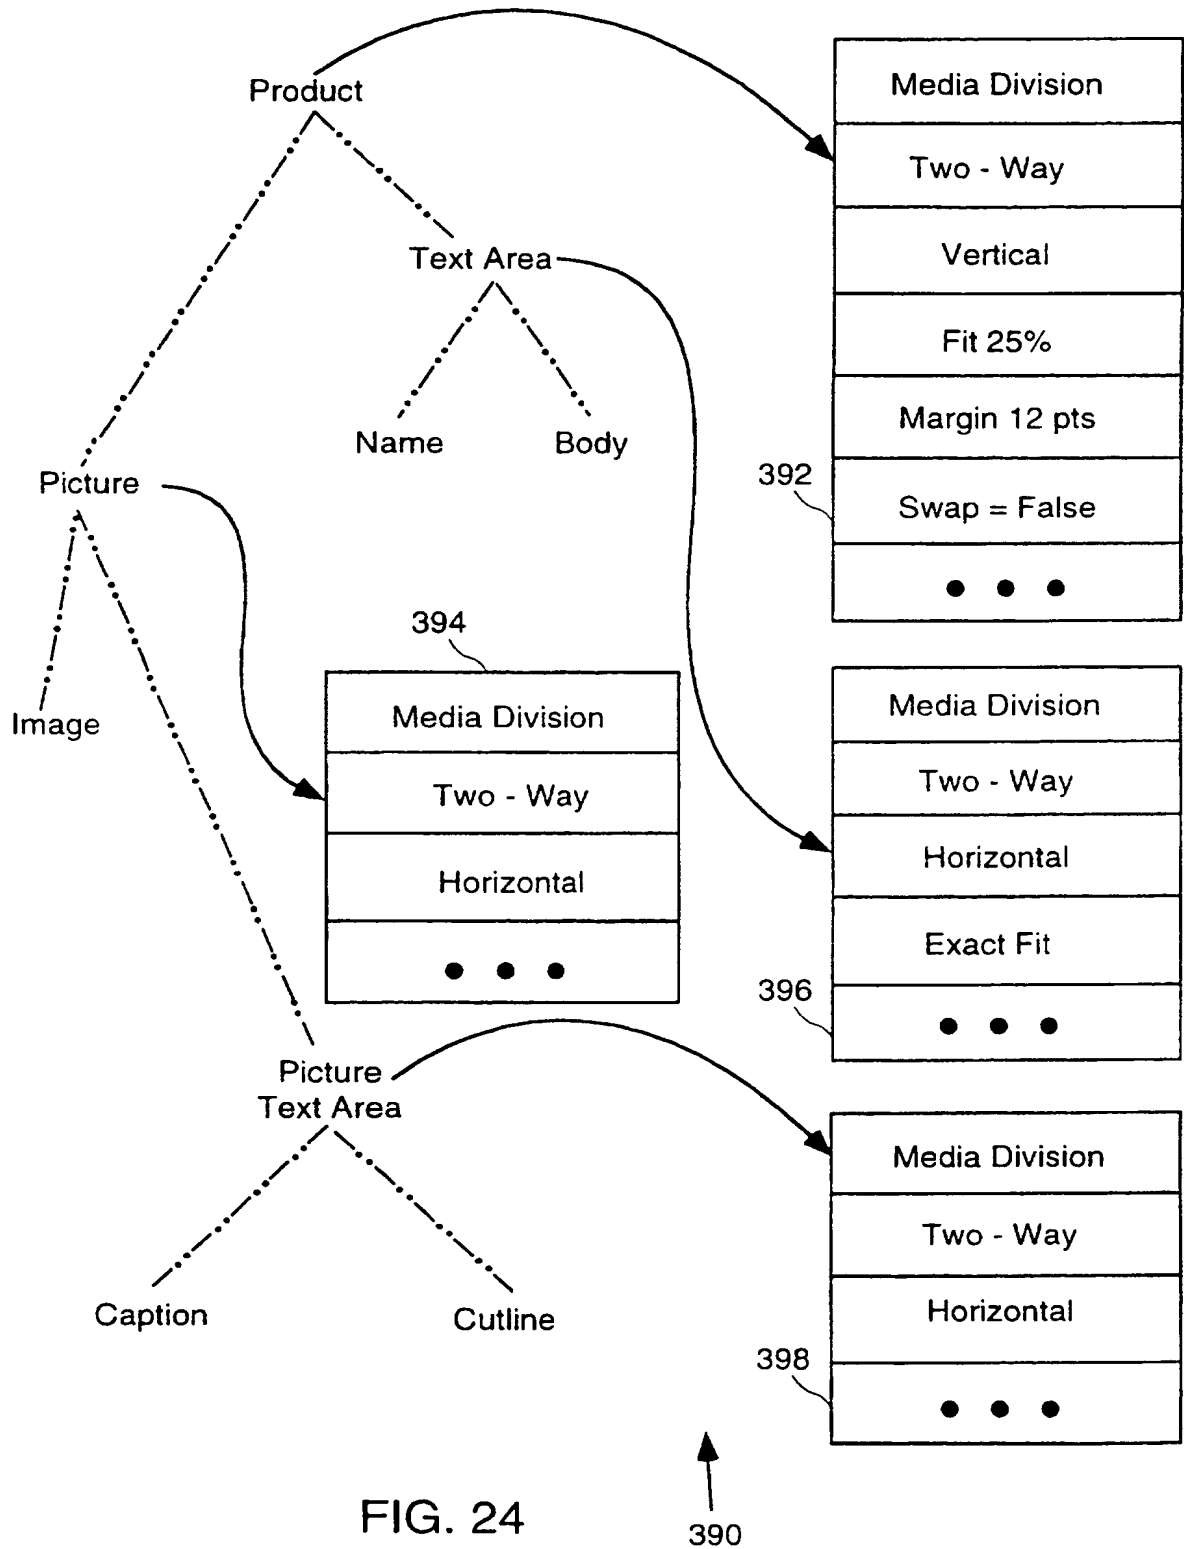 Product
Text Area
Name
Body
Picture
Image
Picture
Text Area
Caption
Cutline
Media Division
Two - Way
Vertical
Fit 25%
Margin 12 pts
Swap = False
392
394
Media Division
Two - Way
Horizontal
Media Division
Two - Way
Horizontal
Exact Fit
396
Media Division
Two - Way
Horizontal
398
FIG. 24
390